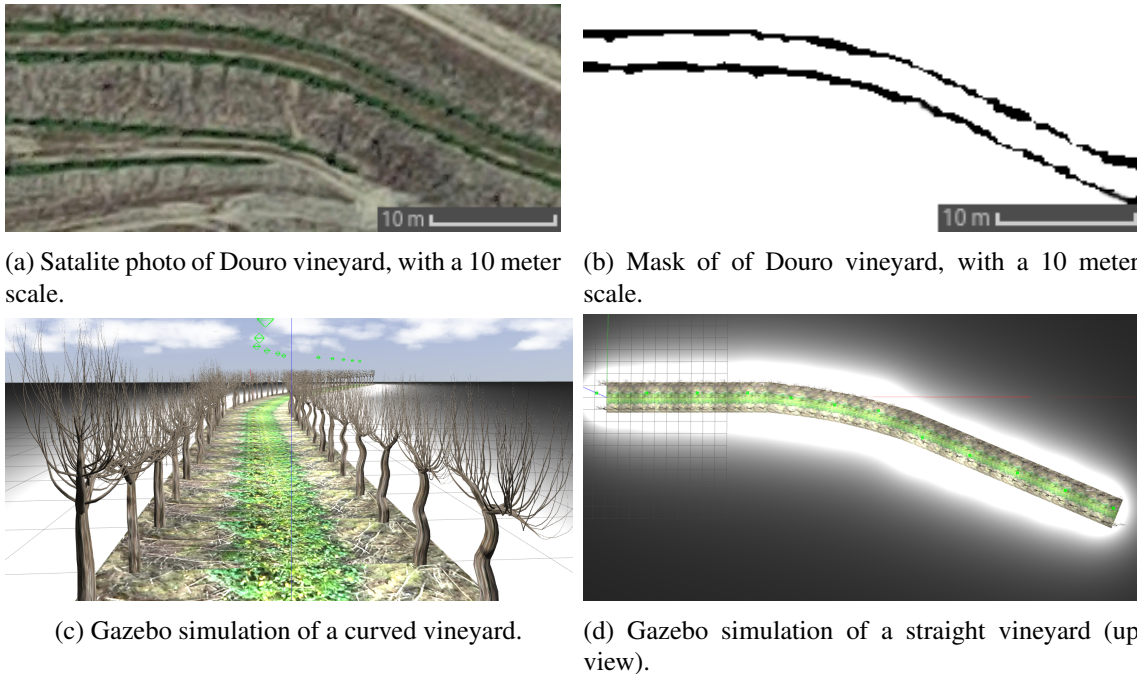 10 m
10 m
(a) Satalite photo of Douro vineyard, with a 10 meter
scale.
(b) Mask of of Douro vineyard, with a 10 meter
scale.
(c) Gazebo simulation of a curved vineyard.
(d) Gazebo simulation of a straight vineyard (up
view).